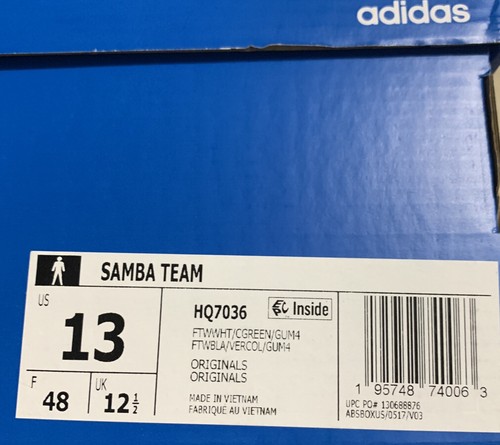 adidas
SAMBA TEAM
US
13
F
48
UK
12 1/2
HQ7036
Inside
FTWWHT/CGREEN/GUM4
FTWBLA/VERCOL/GUM4
ORIGINALS
ORIGINALS
MADE IN VIETNAM
FABRIQUE AU VIETNAM
1 95748 74006 3
UPC PO# 130688876
ABSBOXUS/0517/V03